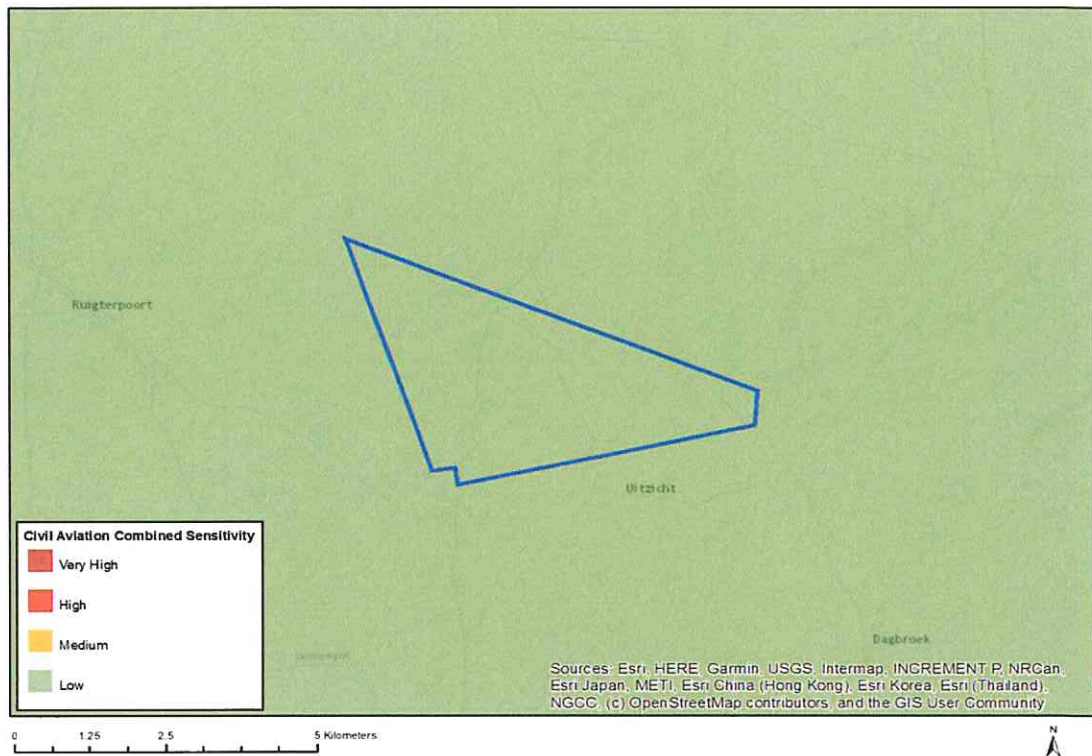 Ruigterpoort
Uitzicht
Dagbroek
Civil Aviation Combined Sensitivity
Very High
High
Medium
Low
Sources: Esri, HERE, Garmin, USGS, Intermap, INCREMENT P, NRCan,
Esri Japan, METI, Esri China (Hong Kong), Esri Korea, Esri (Thailand),
NGCC, (c) OpenStreetMap contributors, and the GIS User Community
0 1.25 2.5 5 Kilometers
N